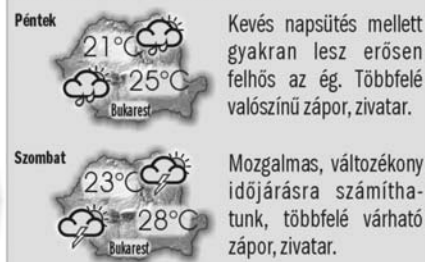 Péntek
21°C
25°C
Bukarest
Kevés napsütés mellett
gyakran lesz erősen
felhős az ég. Többfelé
valószínű zápor, zivatar.
Szombat
23°C
28°C
Bukarest
Mozgalmas, változékony
időjárásra számítha-
tunk, többfelé várható
zápor, zivatar.